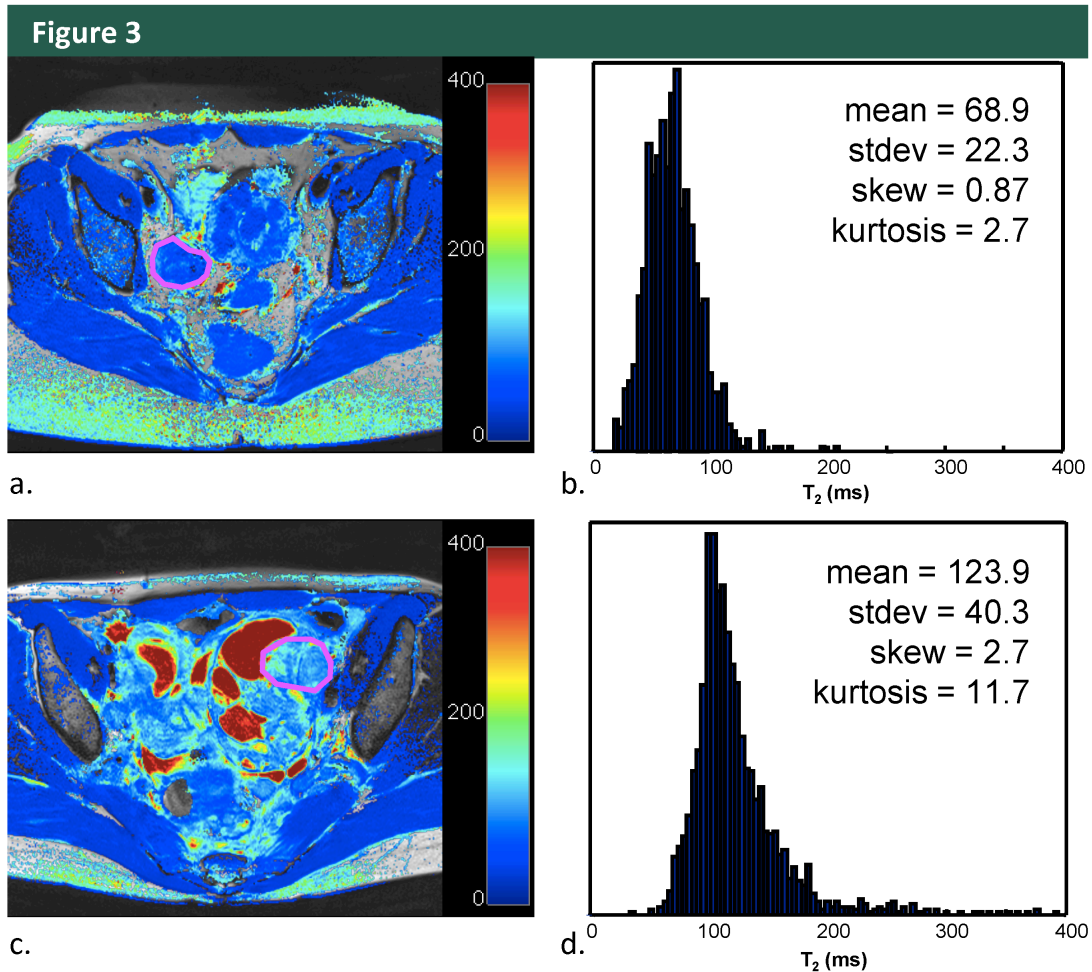 Figure 3
400
200
0
mean = 68.9
stdev = 22.3
skew = 0.87
kurtosis = 2.7
0 100 200 300 400
T2 (ms)
a.
b.
400
200
0
mean = 123.9
stdev = 40.3
skew = 2.7
kurtosis = 11.7
0 100 200 300 400
T2 (ms)
c.
d.